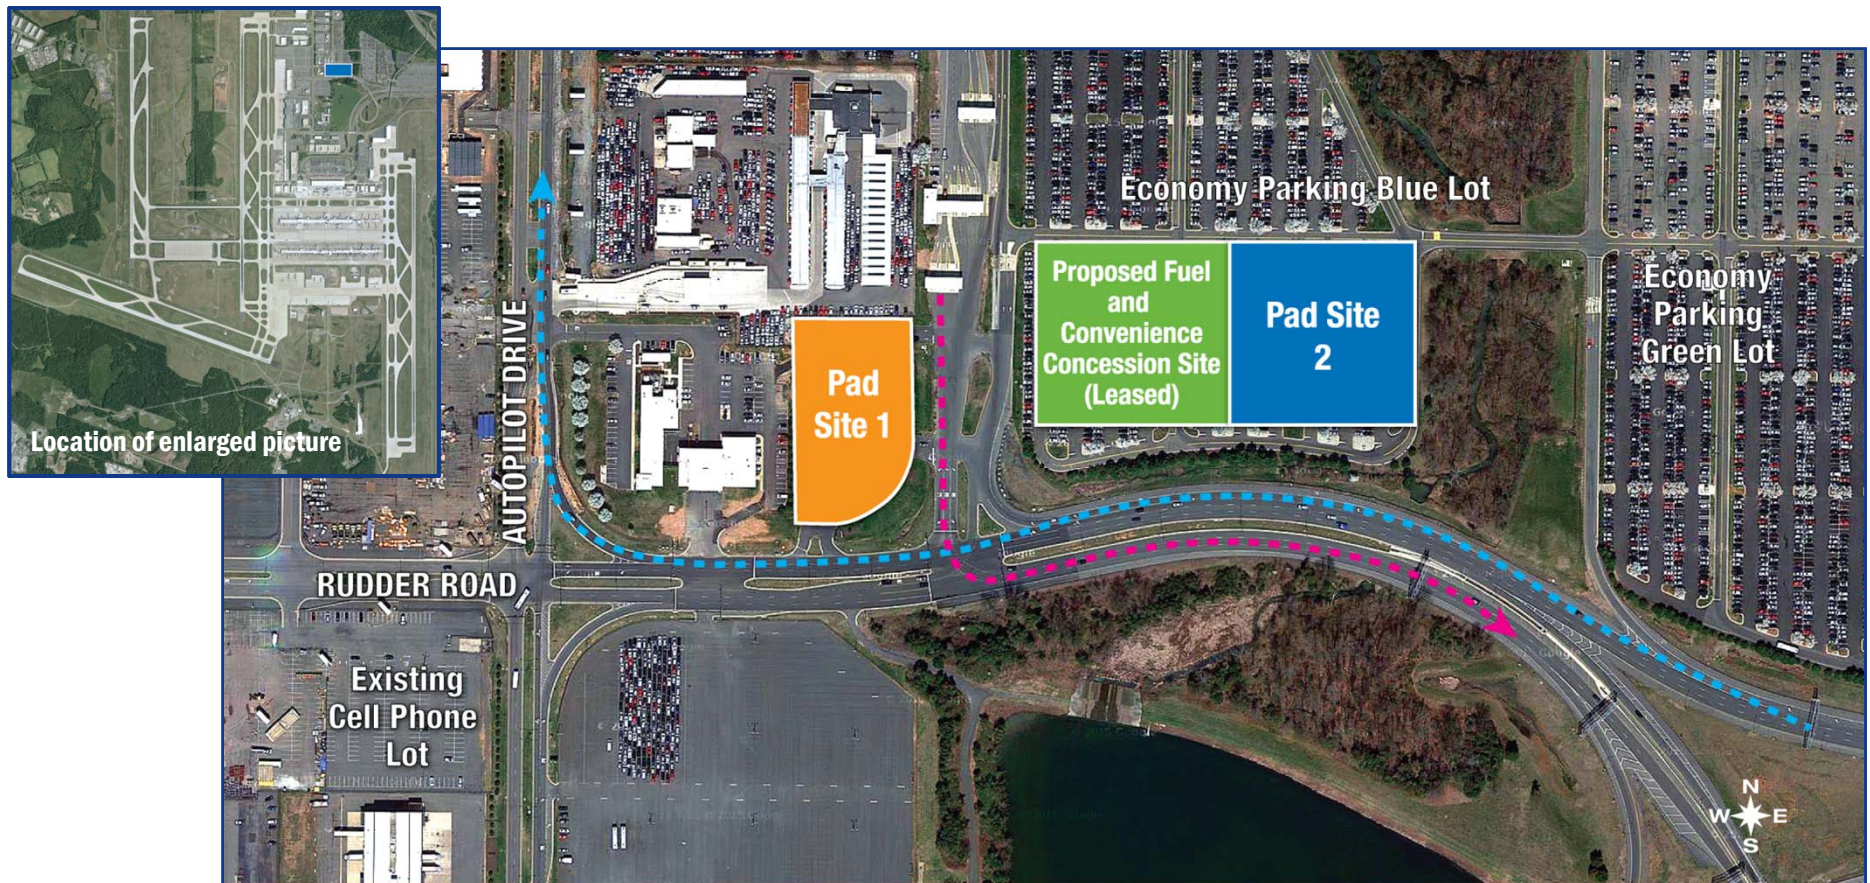 Location of enlarged picture
Economy Parking Blue Lot
Proposed Fuel
and
Convenience
Concession Site
(Leased)
Pad Site
2
Economy
Parking
Green Lot
Pad
Site 1
AUTOPILOT DRIVE
RUDDER ROAD
Existing
Cell Phone
Lot
N
W E
S